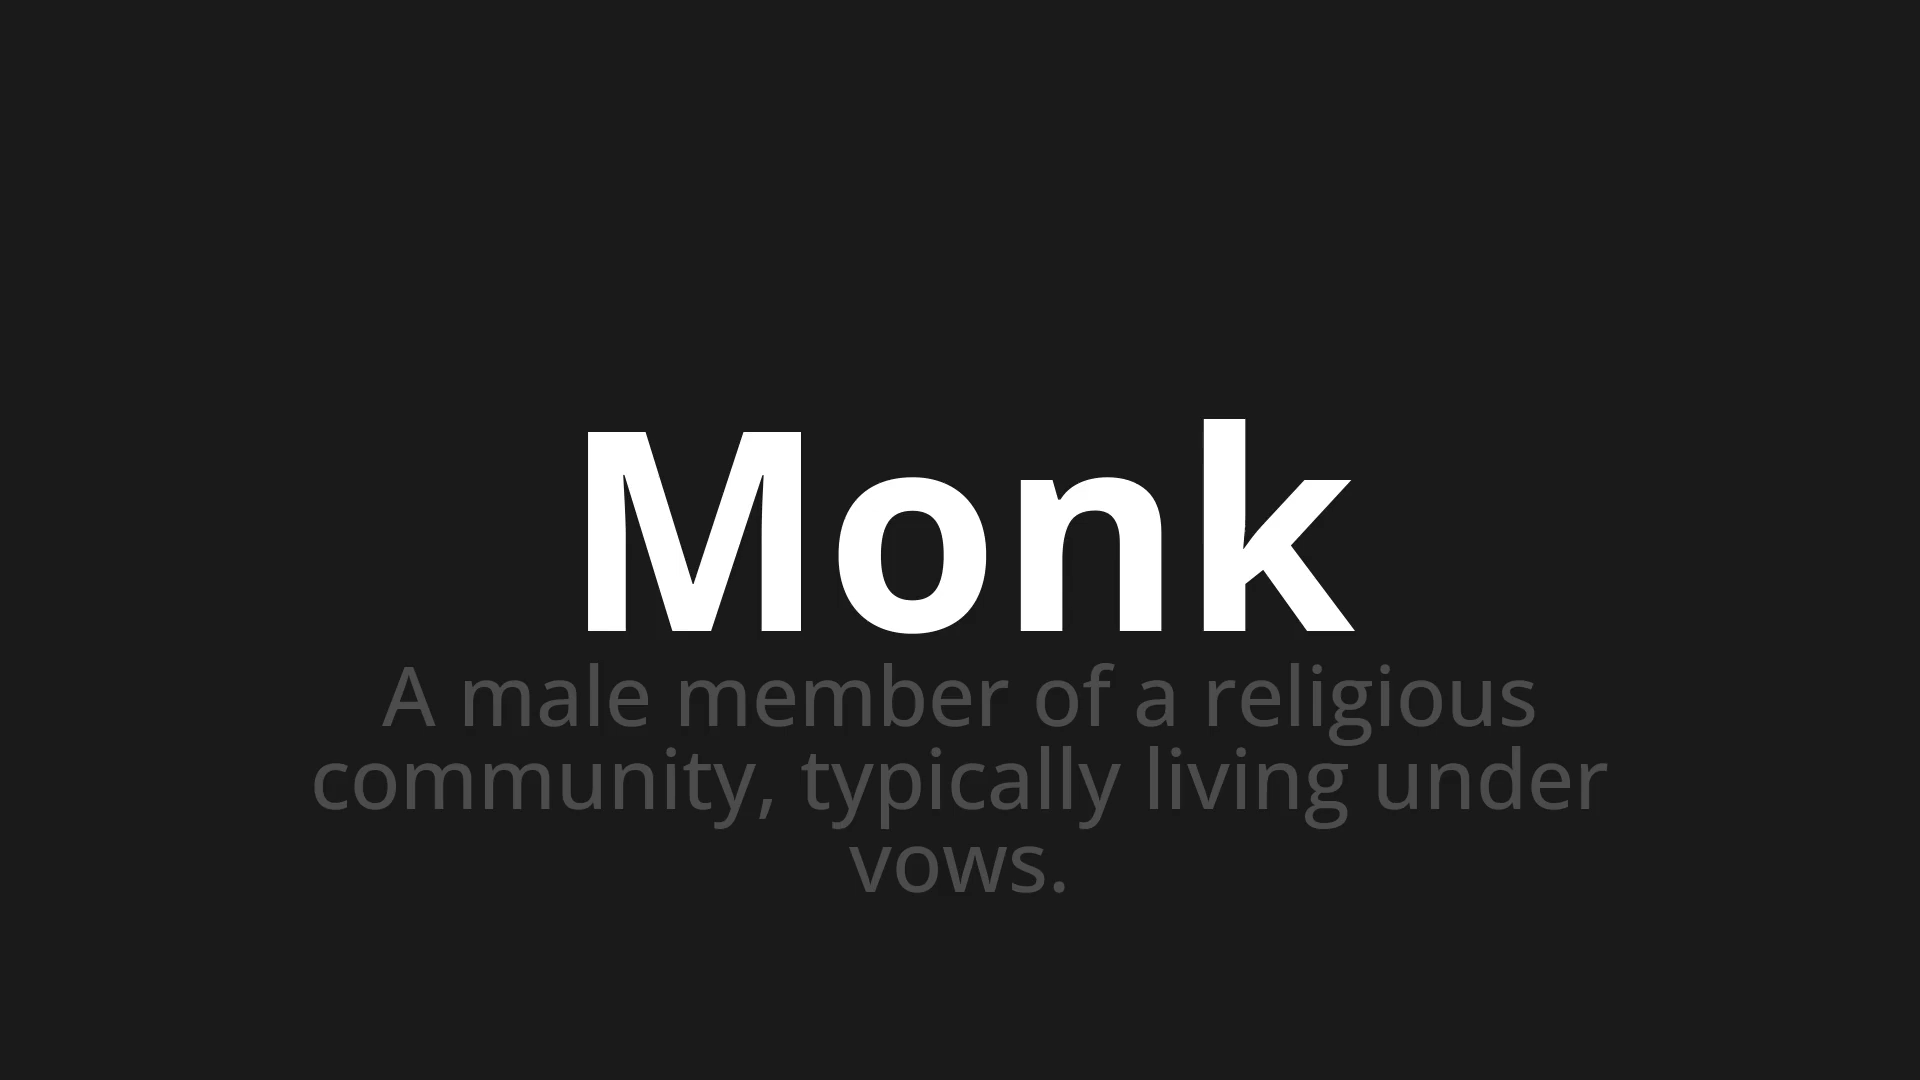 Monk
A male member of a religious
community, typically living under
vows.